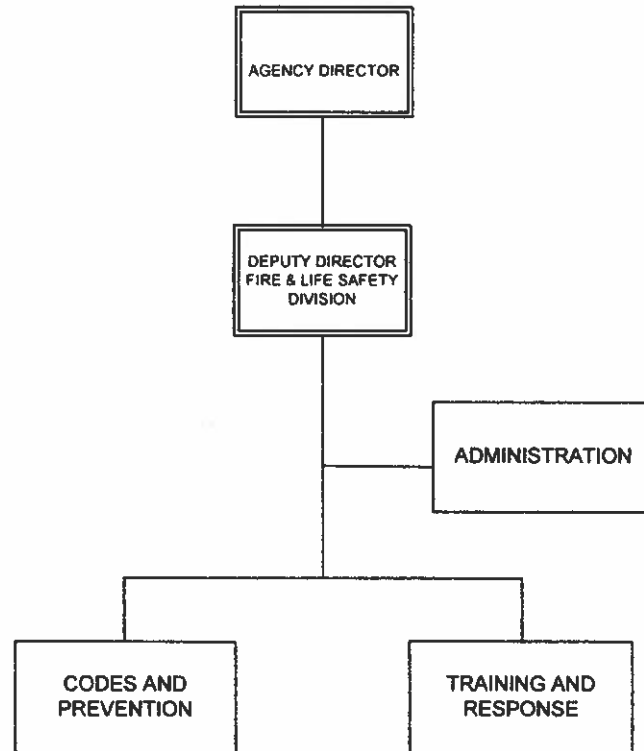 AGENCY DIRECTOR
DEPUTY DIRECTOR
FIRE & LIFE SAFETY
DIVISION
ADMINISTRATION
CODES AND
PREVENTION
TRAINING AND
RESPONSE